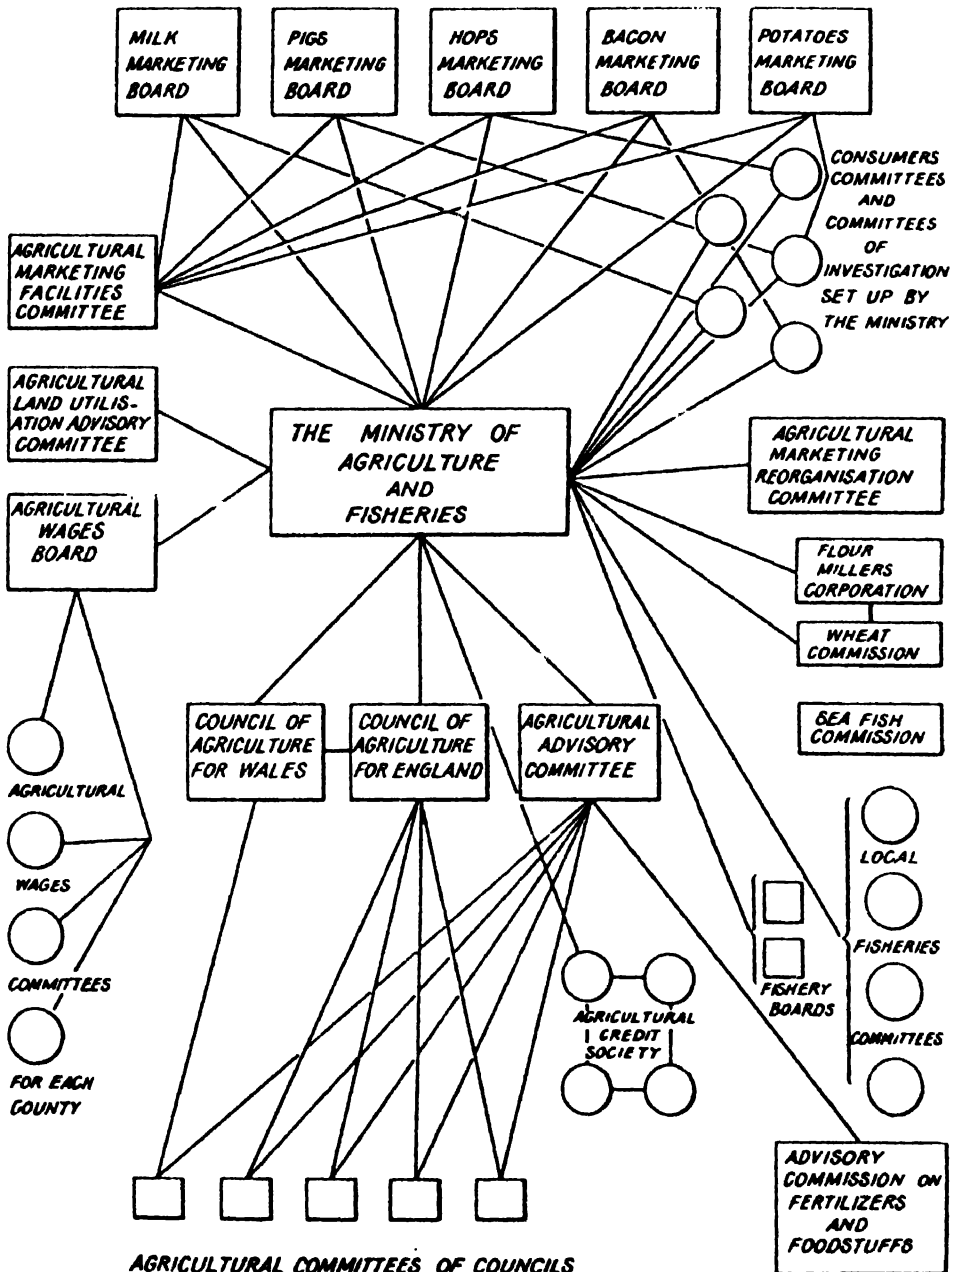 MILK
MARKETING
BOARD
PIGS
MARKETING
BOARD
HOPS
MARKETING
BOARD
BACON
MARKETING
BOARD
POTATOES
MARKETING
BOARD
CONSUMERS
COMMITTEES
AND
COMMITTEES
OF
INVESTIGATION
SET UP BY
THE MINISTRY
AGRICULTURAL
MARKETING
FACILITIES
COMMITTEE
AGRICULTURAL
LAND UTILIS-
ATION ADVISORY
COMMITTEE
THE MINISTRY OF
AGRICULTURE
AND
FISHERIES
AGRICULTURAL
MARKETING
REORGANISATION
COMMITTEE
AGRICULTURAL
WAGES
BOARD
FLOUR
MILLERS
CORPORATION
WHEAT
COMMISSION
COUNCIL OF
AGRICULTURE
FOR WALES
COUNCIL OF
AGRICULTURE
FOR ENGLAND
AGRICULTURAL
ADVISORY
COMMITTEE
SEA FISH
COMMISSION
AGRICULTURAL
WAGES
COMMITTEES
FOR EACH
COUNTY
LOCAL
FISHERIES
COMMITTEES
FISHERY
BOARDS
AGRICULTURAL
CREDIT
SOCIETY
ADVISORY
COMMISSION ON
FERTILIZERS
AND
FOODSTUFFS
AGRICULTURAL COMMITTEES OF COUNCILS